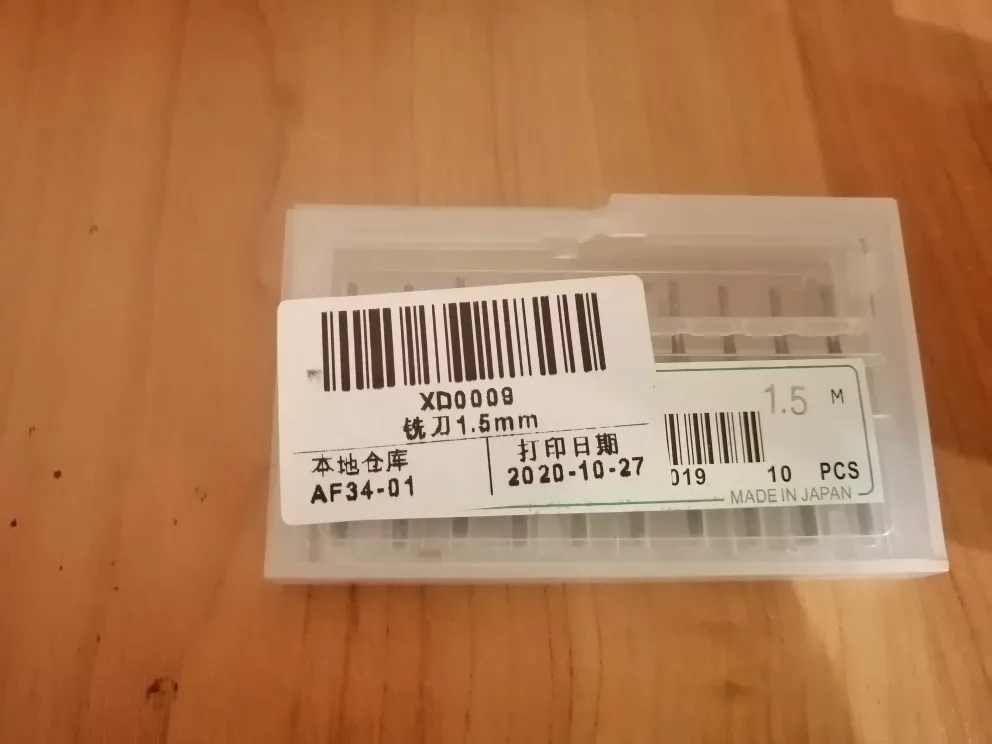 XD0009
铣刀1.5mm
本地仓库
AF34-01
打印日期
2020-10-27
1.5 M
019 10 PCS
MADE IN JAPAN